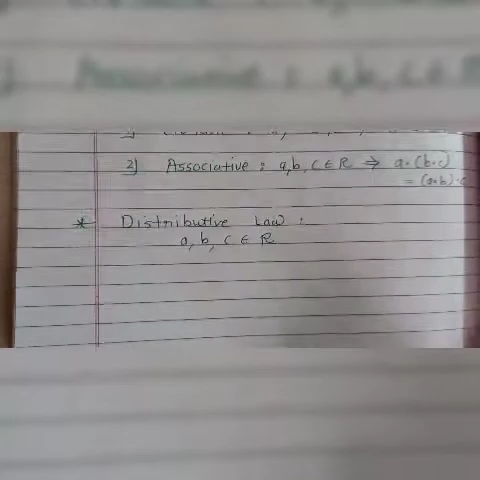 2) Associative : a,b,c ∈ R ⇒ a·(b·c)
= (a·b)·c
* Distributive Law :
a, b, c ∈ R